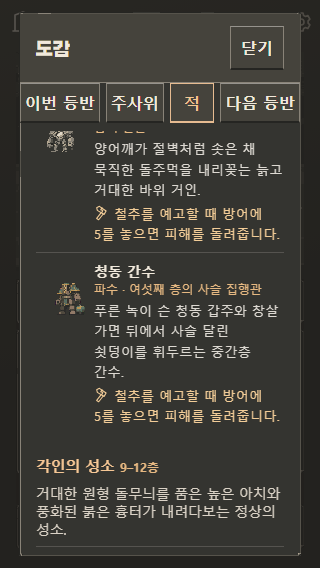 도감
닫기
이번 등반
주사위
적
다음 등반
양어깨가 절벽처럼 솟은 채
묵직한 돌주먹을 내리꽂는 늙고
거대한 바위 거인.
철추를 예고할 때 방어에
5를 놓으면 피해를 돌려줍니다.
청동 간수
파수 · 여섯째 층의 사슬 집행관
푸른 녹이 슨 청동 갑주와 창살
가면 뒤에서 사슬 달린
쇳덩이를 휘두르는 중간층
간수.
철추를 예고할 때 방어에
5를 놓으면 피해를 돌려줍니다.
각인의 성소 9–12층
거대한 원형 돌무늬를 품은 높은 아치와
풍화된 붉은 흉터가 내려다보는 정상의
성소.